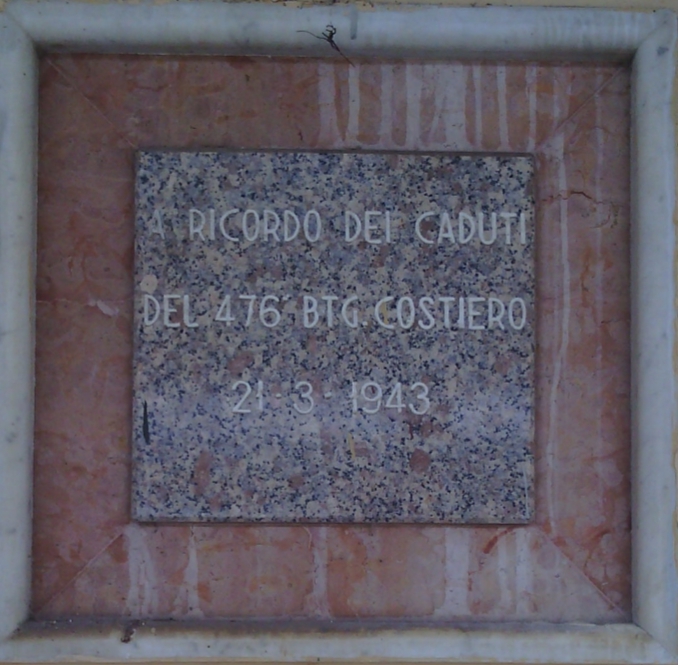 A RICORDO DEI CADUTI
DEL 476° BTG. COSTIERO
21-3-1943